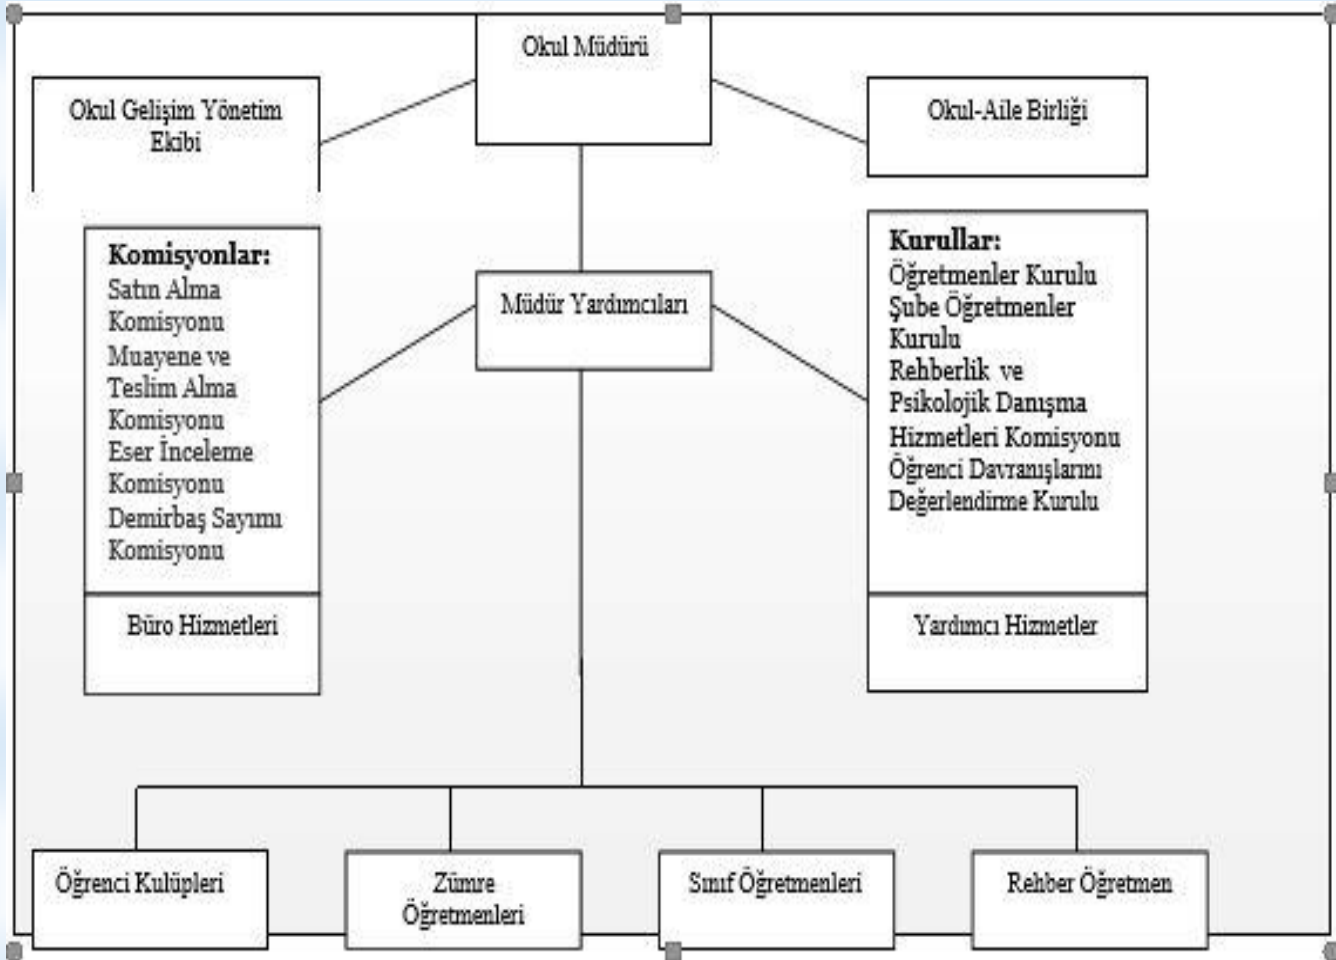 Okul Müdürü
Okul Gelişim Yönetim
Ekibi
Okul-Aile Birliği
Komisyonlar:
Satın Alma
Komisyonu
Muayene ve
Teslim Alma
Komisyonu
Eser İnceleme
Komisyonu
Demirbaş Sayımı
Komisyonu
Müdür Yardımcıları
Kurullar:
Öğretmenler Kurulu
Şube Öğretmenler
Kurulu
Rehberlik ve
Psikolojik Danışma
Hizmetleri Komisyonu
Öğrenci Davranışlarını
Değerlendirme Kurulu
Büro Hizmetleri
Yardımcı Hizmetler
Öğrenci Kulüpleri
Zümre
Öğretmenleri
Sınıf Öğretmenleri
Rehber Öğretmen